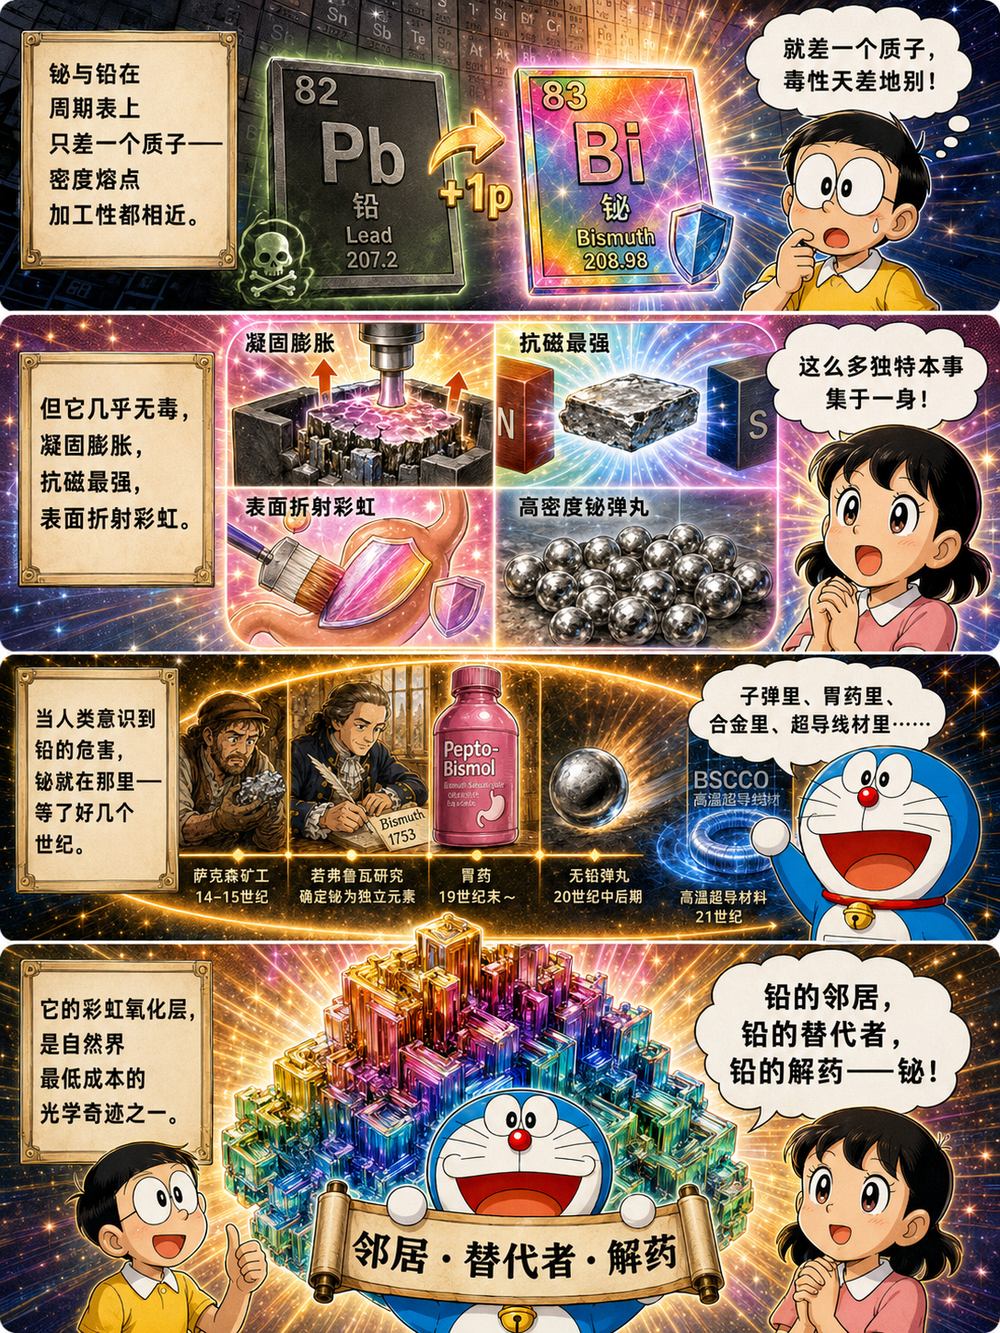 铋与铅在
周期表上
只差一个质子——
密度熔点
加工性都相近。
82
Pb
铅
Lead
207.2
+1p
83
Bi
铋
Bismuth
208.98
就差一个质子，
毒性天差地别！
Sn
Sb
Te
At
但它几乎无毒，
凝固膨胀，
抗磁最强，
表面折射彩虹。
凝固膨胀
抗磁最强
N
S
表面折射彩虹
高密度铋弹丸
这么多独特本事
集于一身！
当人类意识到
铅的危害，
铋就在那里—
等了好几个
世纪。
Bismuth
1753
Pepto-
Bismol
BSCCO
高温超导线材
萨克森矿工
14-15世纪
若弗鲁瓦研究
确定铋为独立元素
胃药
19世纪末～
无铅弹丸
20世纪中后期
高温超导材料
21世纪
子弹里、胃药里、
合金里、超导线材里……
它的彩虹氧化层，
是自然界
最低成本的
光学奇迹之一。
铅的邻居，
铅的替代者，
铅的解药——铋！
邻居·替代者·解药